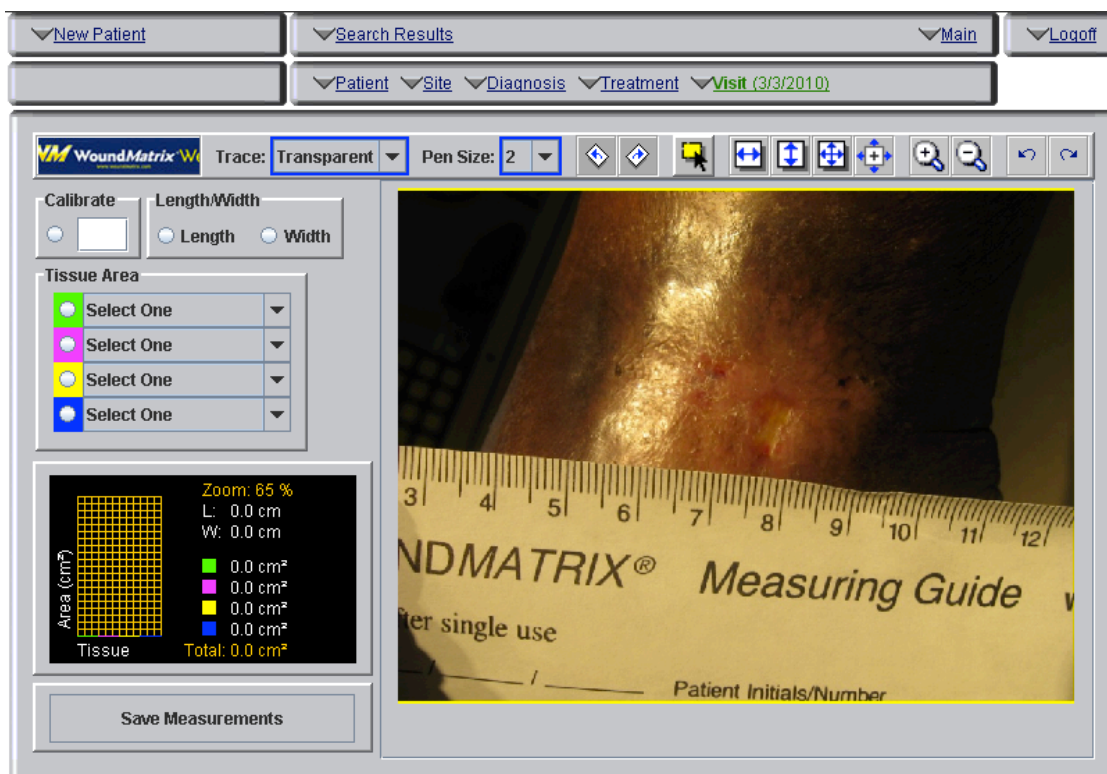 New Patient
Search Results
Main
Logoff
Patient Site Diagnosis Treatment Visit (3/3/2010)
WoundMatrix
www.woundmatrix.com
Trace: Transparent
Pen Size: 2
Calibrate
Length/Width
Length Width
Tissue Area
Select One
Select One
Select One
Select One
Zoom: 65 %
L: 0.0 cm
W: 0.0 cm
0.0 cm²
0.0 cm²
0.0 cm²
0.0 cm²
Total: 0.0 cm²
Area (cm²)
Tissue
Save Measurements
3 4 5 6 7 8 9 10 11 12
NDMATRIX® Measuring Guide
fter single use
Patient Initials/Number